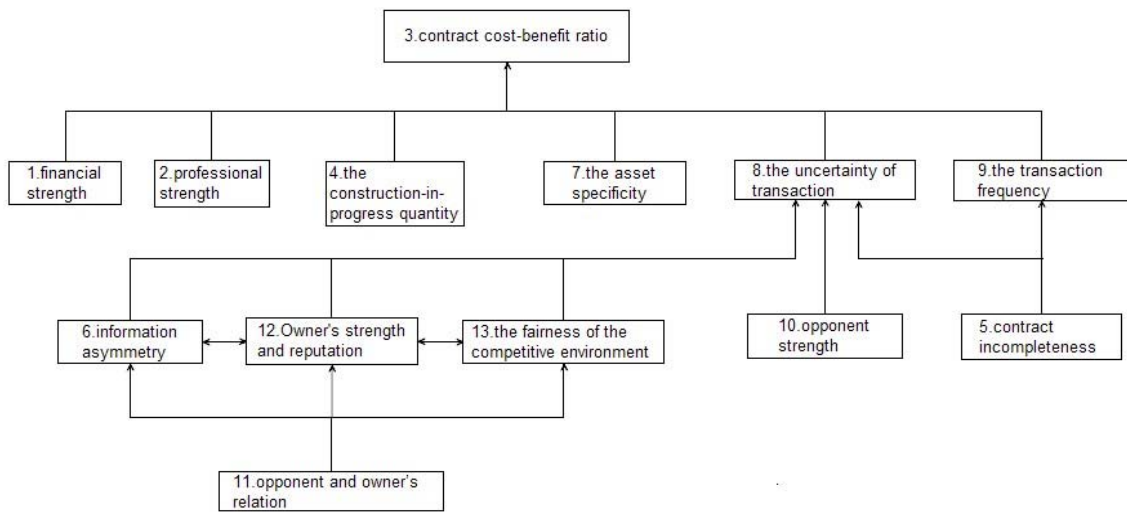 3.contract cost-benefit ratio
1.financial
strength
2.professional
strength
4.the
construction-in-
progress quantity
7.the asset
specificity
8.the uncertainty of
transaction
9.the transaction
frequency
6.information
asymmetry
12.Owner's strength
and reputation
13.the fairness of the
competitive environment
10.opponent
strength
5.contract
incompleteness
11.opponent and owner's
relation